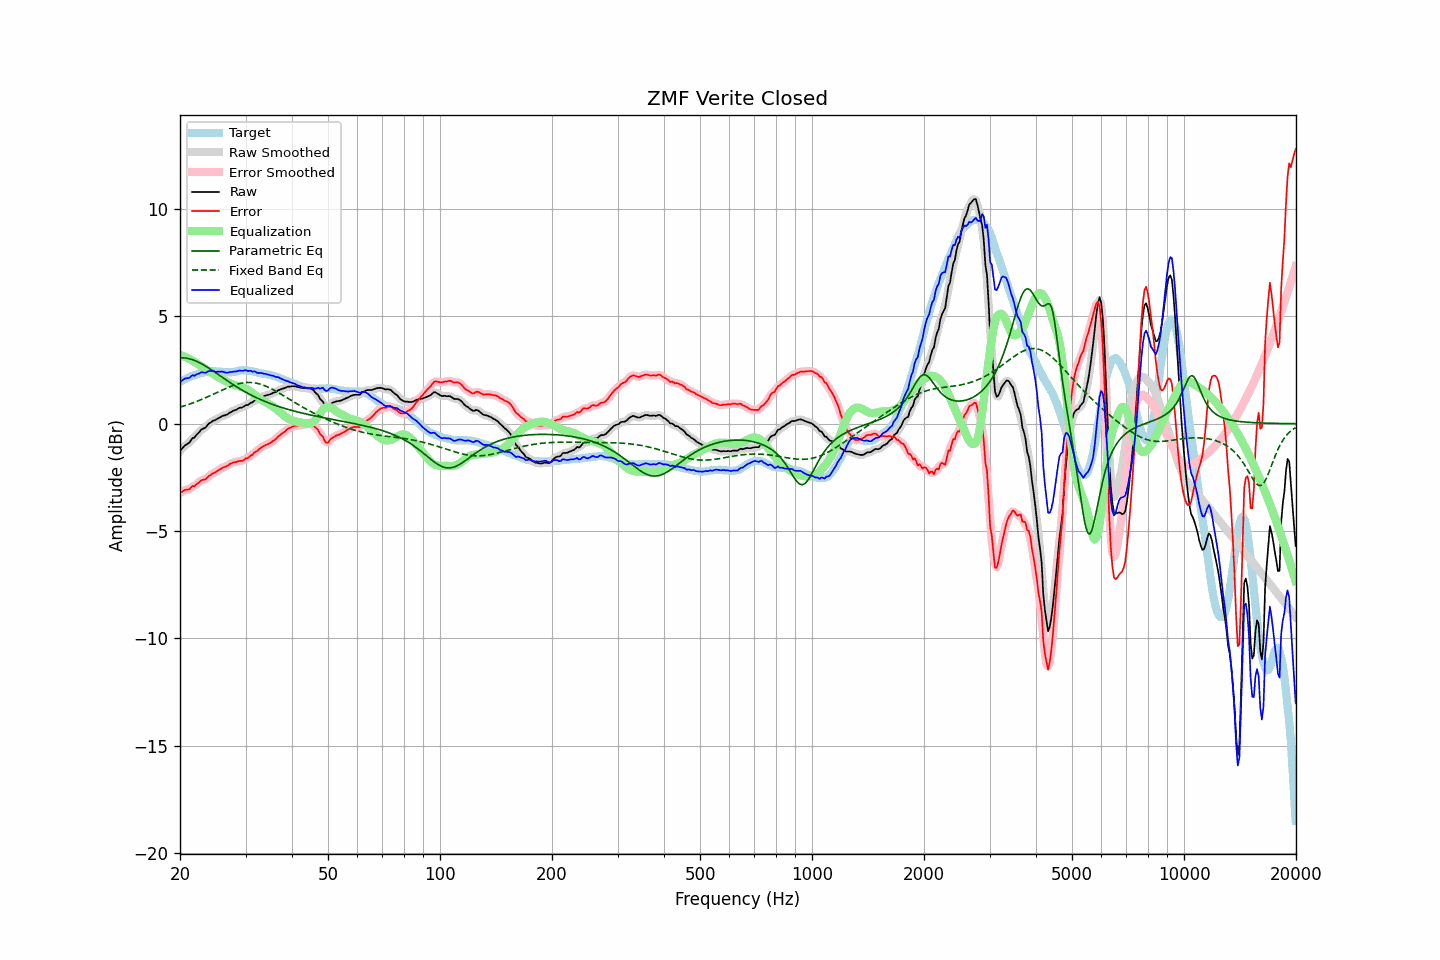 ZMF Verite Closed
Target
Raw Smoothed
Error Smoothed
Raw
Error
Equalization
Parametric Eq
Fixed Band Eq
Equalized
10
5
0
−5
−10
−15
−20
Amplitude (dBr)
20 50 100 200 500 1000 2000 5000 10000 20000
Frequency (Hz)